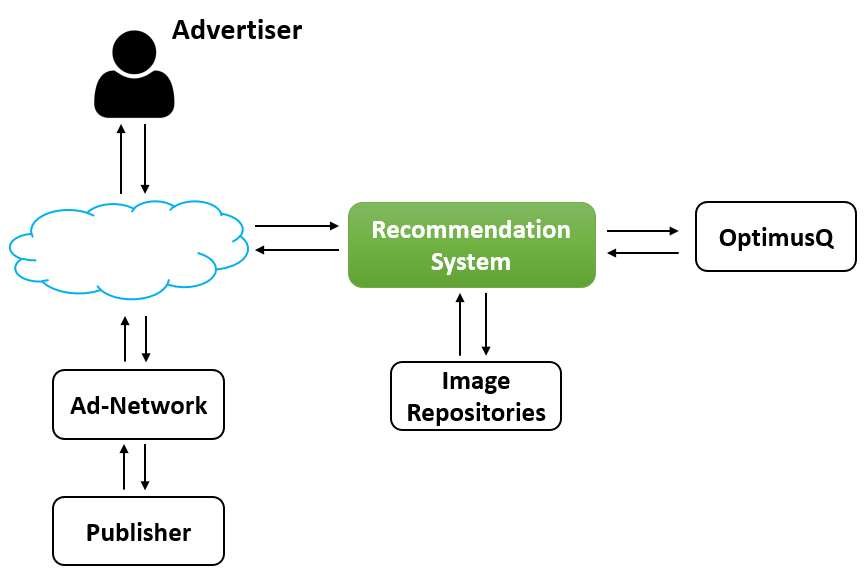 Advertiser
Recommendation
System
OptimusQ
Image
Repositories
Ad-Network
Publisher